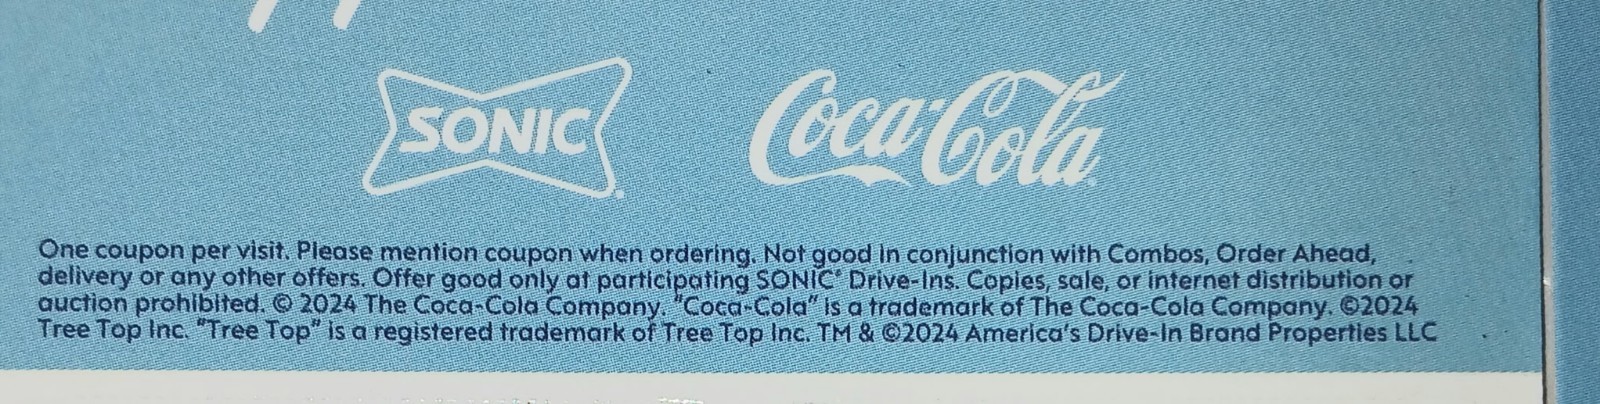 SONIC
Coca-Cola
One coupon per visit. Please mention coupon when ordering. Not good in conjunction with Combos, Order Ahead,
delivery or any other offers. Offer good only at participating SONIC® Drive-Ins. Copies, sale, or internet distribution or
auction prohibited. © 2024 The Coca-Cola Company. "Coca-Cola" is a trademark of The Coca-Cola Company. ©2024
Tree Top Inc. "Tree Top" is a registered trademark of Tree Top Inc. TM & ©2024 America's Drive-In Brand Properties LLC